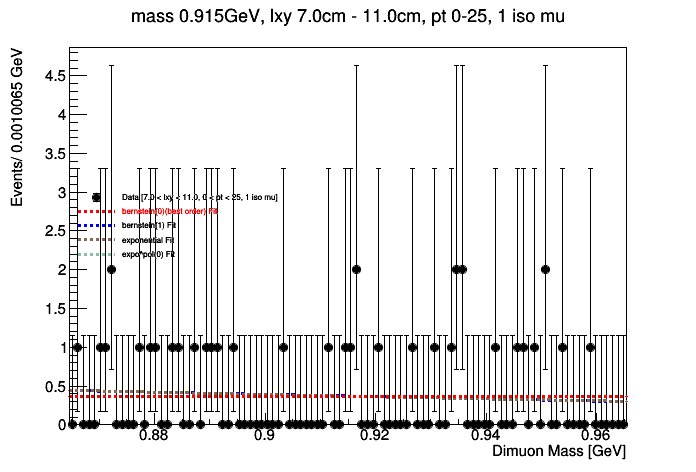 mass 0.915GeV, lxy 7.0cm - 11.0cm, pt 0-25, 1 iso mu
Events/ 0.0010065 GeV
4.5
4
3.5
3
2.5
2
1.5
1
0.5
0
Data [7.0 < lxy < 11.0, 0 < pt < 25, 1 iso mu]
bernstein[0](best order) Fit
bernstein(1) Fit
exponential Fit
expo*pol(0) Fit
0.88 0.9 0.92 0.94 0.96
Dimuon Mass [GeV]